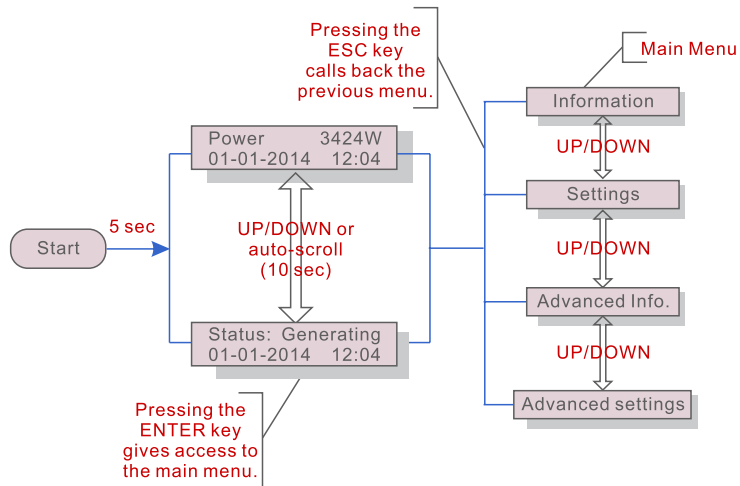 Pressing the
ESC key
calls back the
previous menu.
Main Menu
Information
UP/DOWN
Settings
UP/DOWN
Advanced Info.
UP/DOWN
Advanced settings
Power 3424W
01-01-2014 12:04
Start
5 sec
UP/DOWN or
auto-scroll
(10 sec)
Status: Generating
01-01-2014 12:04
Pressing the
ENTER key
gives access to
the main menu.